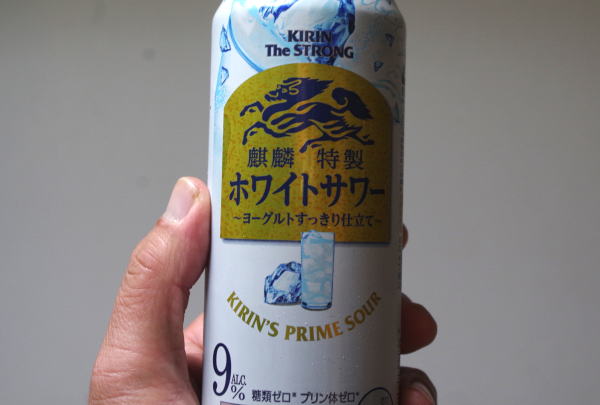 KIRIN
The STRONG
麒麟 特製
ホワイトサワー
~ヨーグルトすっきり仕立て~
KIRIN'S PRIME SOUR
9% ALC.
糖類ゼロ* プリン体ゼロ*